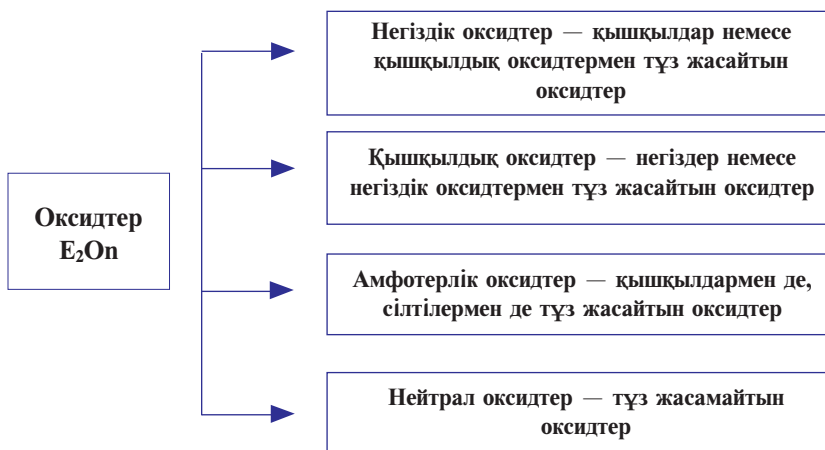 Оксидтер
E₂On
Негіздік оксидтер — қышқылдар немесе
қышқылдық оксидтермен тұз жасайтын
оксидтер
Қышқылдық оксидтер — негіздер немесе
негіздік оксидтермен тұз жасайтын оксидтер
Амфотерлік оксидтер — қышқылдармен де,
сілтілермен де тұз жасайтын оксидтер
Нейтрал оксидтер — тұз жасамайтын
оксидтер